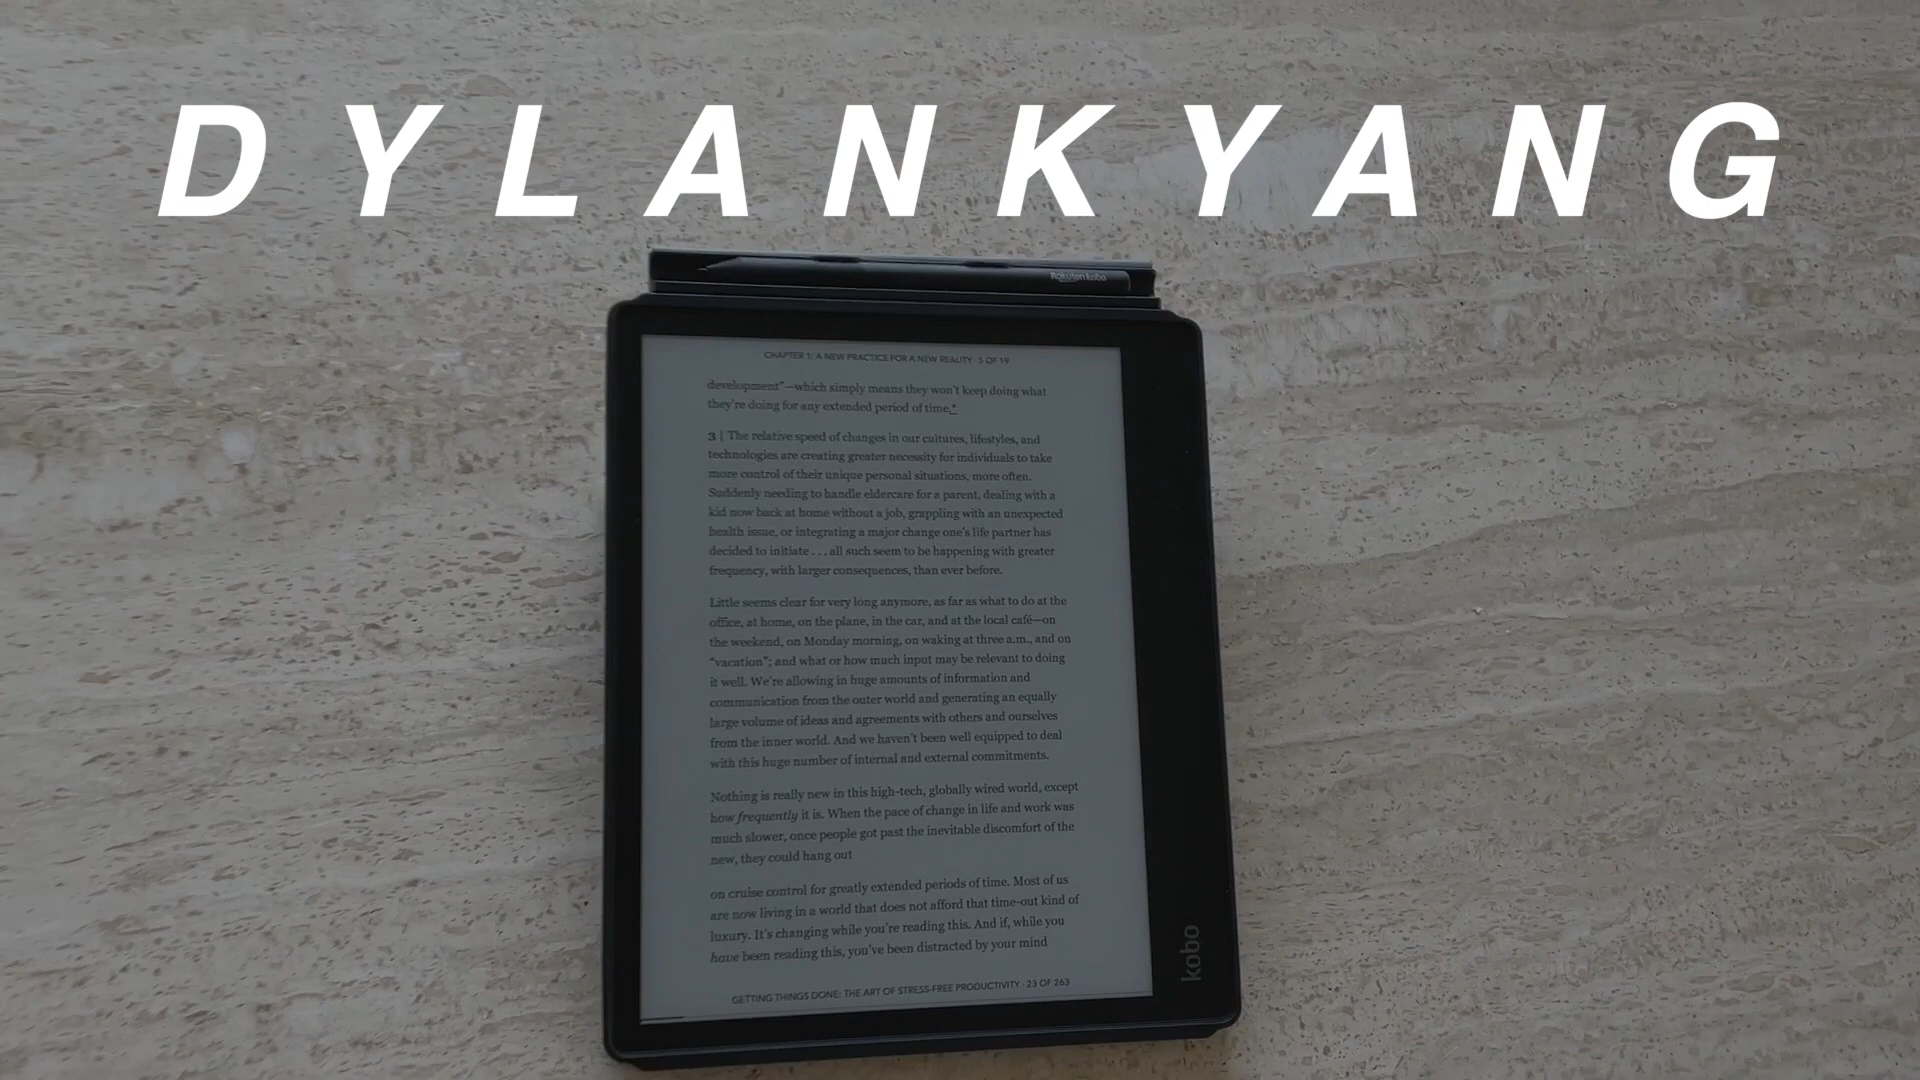 DYLANKYANG
Rakuten kobo
CHAPTER 1: A NEW PRACTICE FOR A NEW REALITY · 5 OF 19
development”—which simply means they won’t keep doing what
they’re doing for any extended period of time.*
3 | The relative speed of changes in our cultures, lifestyles, and
technologies are creating greater necessity for individuals to take
more control of their unique personal situations, more often.
Suddenly needing to handle eldercare for a parent, dealing with a
kid now back at home without a job, grappling with an unexpected
health issue, or integrating a major change one’s life partner has
decided to initiate . . . all such seem to be happening with greater
frequency, with larger consequences, than ever before.
Little seems clear for very long anymore, as far as what to do at the
office, at home, on the plane, in the car, and at the local café—on
the weekend, on Monday morning, on waking at three a.m., and on
“vacation”; and what or how much input may be relevant to doing
it well. We’re allowing in huge amounts of information and
communication from the outer world and generating an equally
large volume of ideas and agreements with others and ourselves
from the inner world. And we haven’t been well equipped to deal
with this huge number of internal and external commitments.
Nothing is really new in this high-tech, globally wired world, except
how frequently it is. When the pace of change in life and work was
much slower, once people got past the inevitable discomfort of the
new, they could hang out
on cruise control for greatly extended periods of time. Most of us
are now living in a world that does not afford that time-out kind of
luxury. It’s changing while you’re reading this. And if, while you
have been reading this, you’ve been distracted by your mind
GETTING THINGS DONE: THE ART OF STRESS-FREE PRODUCTIVITY · 23 OF 263
kobo